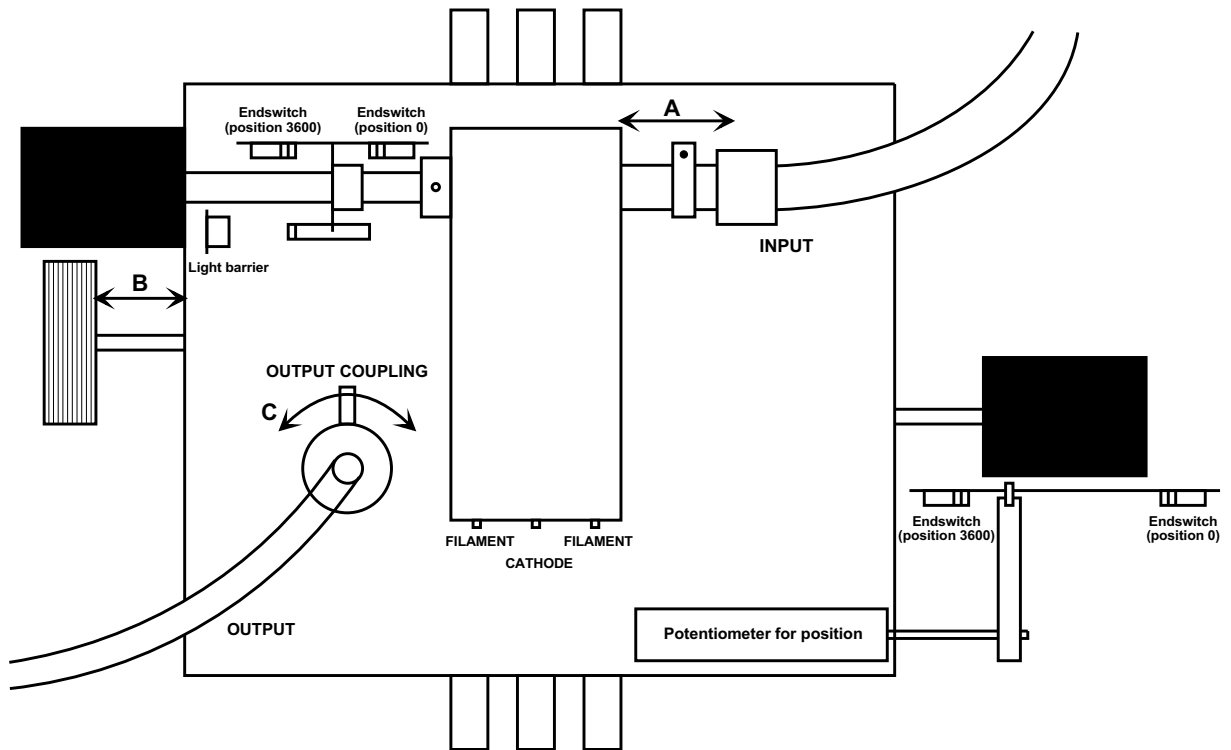 A
Endswitch
(position 3600)
Endswitch
(position 0)
INPUT
Light barrier
B
OUTPUT COUPLING
C
Endswitch
(position 3600)
Endswitch
(position 0)
FILAMENT
FILAMENT
CATHODE
OUTPUT
Potentiometer for position